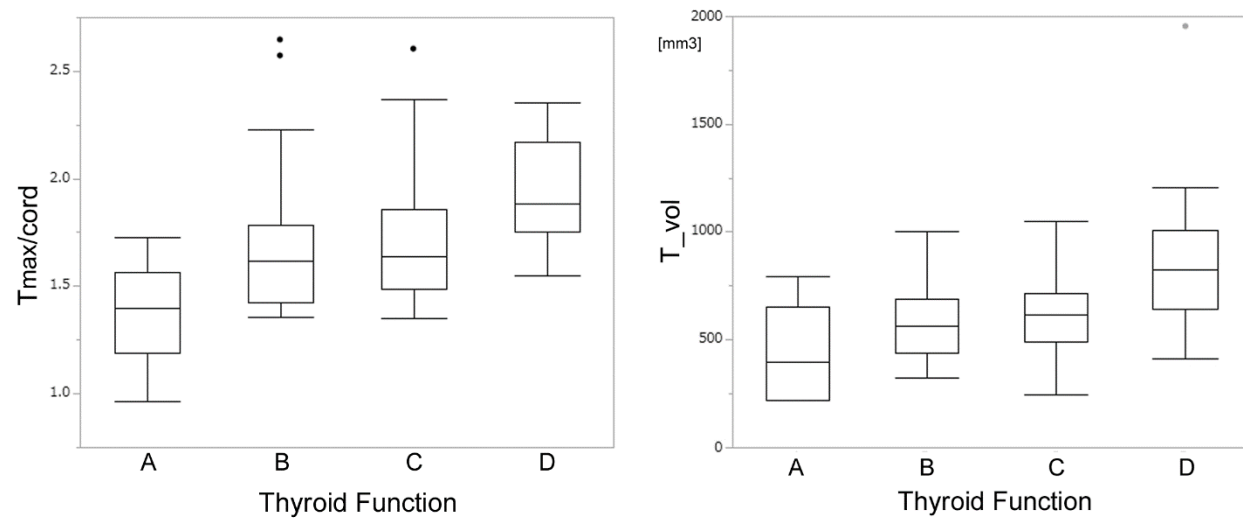 Tmax/cord
2.5
2.0
1.5
1.0
A B C D
Thyroid Function
[mm3]
T_vol
2000
1500
1000
500
0
A B C D
Thyroid Function